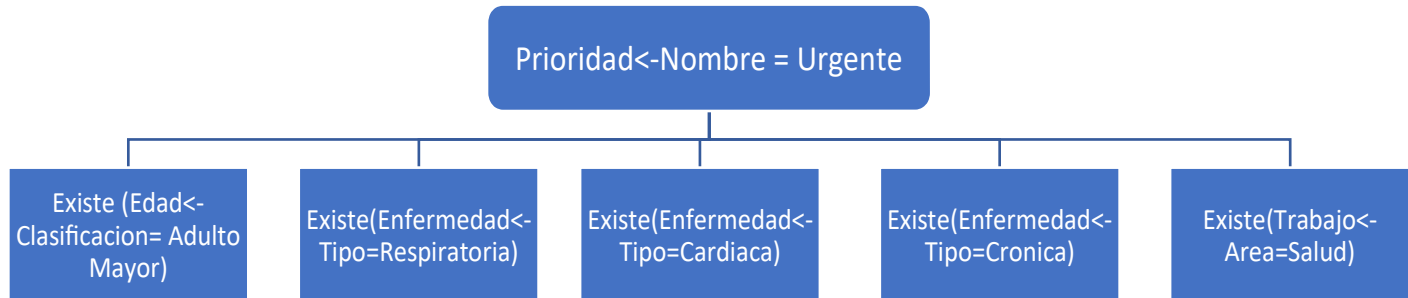 Prioridad<-Nombre = Urgente
Existe (Edad<-
Clasificacion= Adulto
Mayor)
Existe(Enfermedad<-
Tipo=Respiratoria)
Existe(Enfermedad<-
Tipo=Cardiaca)
Existe(Enfermedad<-
Tipo=Cronica)
Existe(Trabajo<-
Area=Salud)